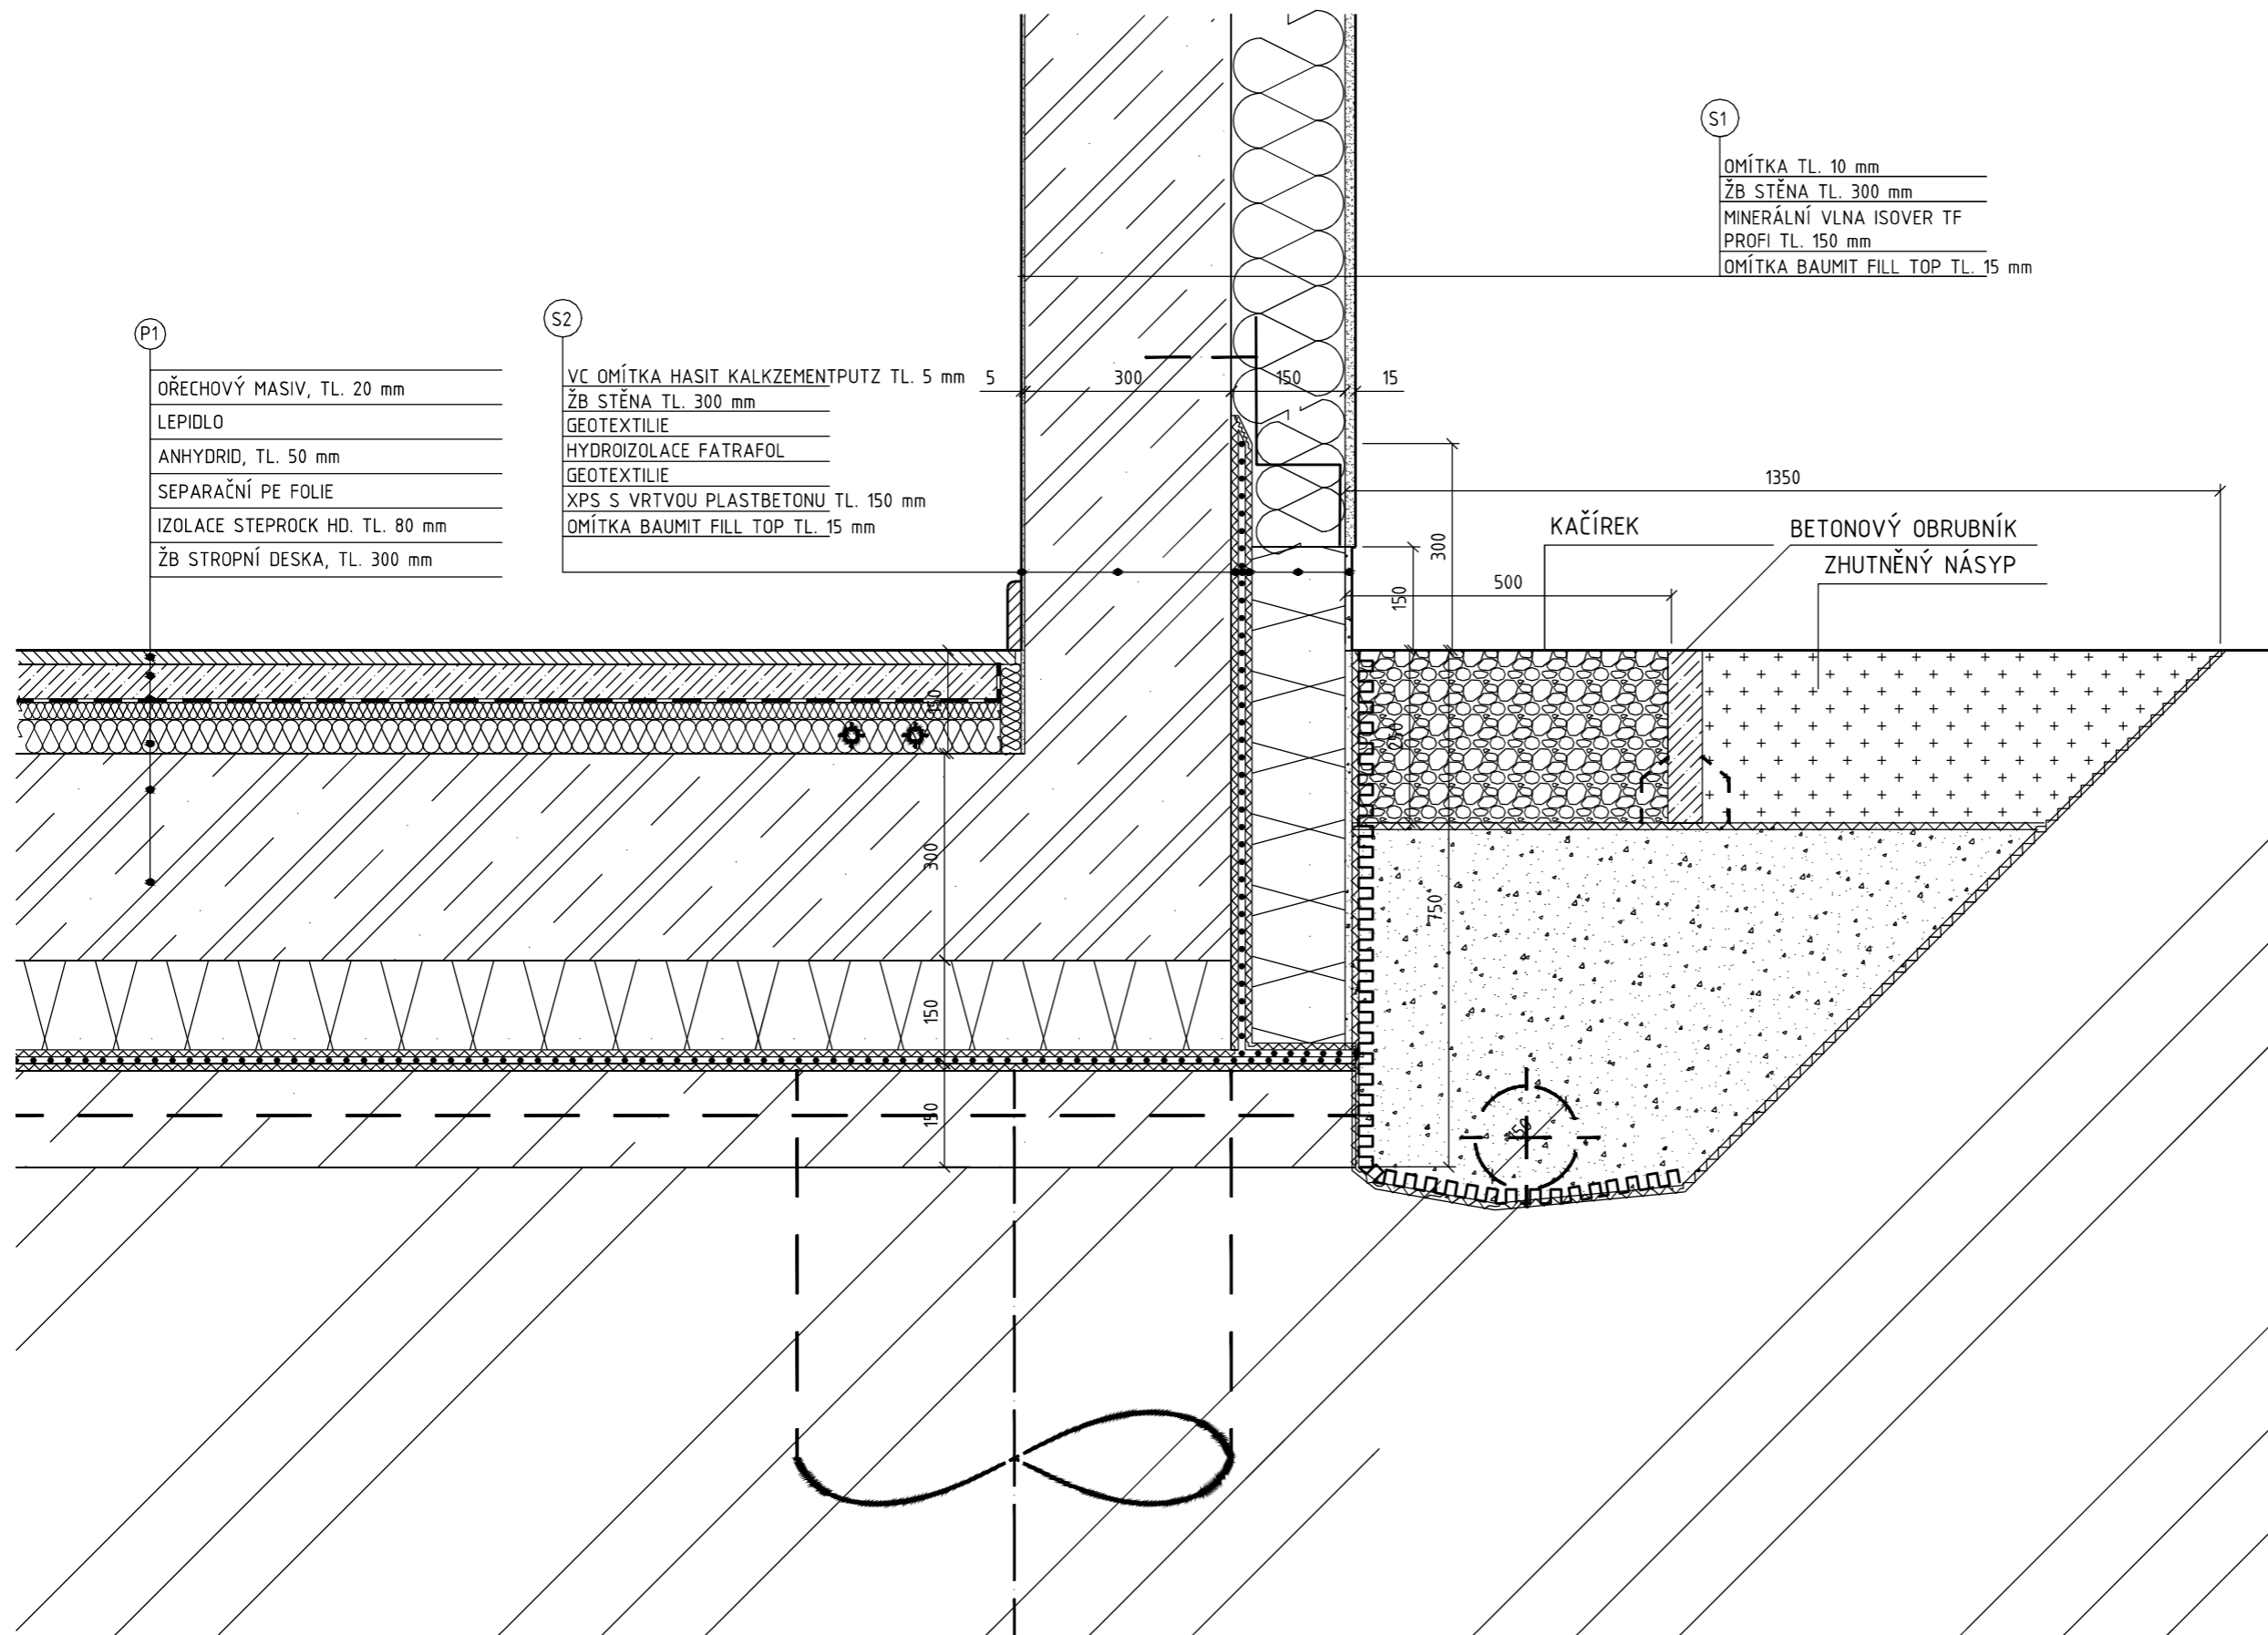 S1
OMÍTKA TL. 10 mm
ŽB STĚNA TL. 300 mm
MINERÁLNÍ VLNA ISOVER TF
PROFI TL. 150 mm
OMÍTKA BAUMIT FILL TOP TL. 15 mm
P1
OŘECHOVÝ MASIV, TL. 20 mm
LEPIDLO
ANHYDRID, TL. 50 mm
SEPARAČNÍ PE FOLIE
IZOLACE STEPROCK HD. TL. 80 mm
ŽB STROPNÍ DESKA, TL. 300 mm
S2
VC OMÍTKA HASIT KALKZEMENTPUTZ TL. 5 mm
ŽB STĚNA TL. 300 mm
GEOTEXTILIE
HYDROIZOLACE FATRAFOL
GEOTEXTILIE
XPS S VRTVOU PLASTBETONU TL. 150 mm
OMÍTKA BAUMIT FILL TOP TL. 15 mm
5 300 150 15
1350
KAČÍREK
BETONOVÝ OBRUBNÍK
ZHUTNĚNÝ NÁSYP
300
150
500
150
250
300
750
150
150
150